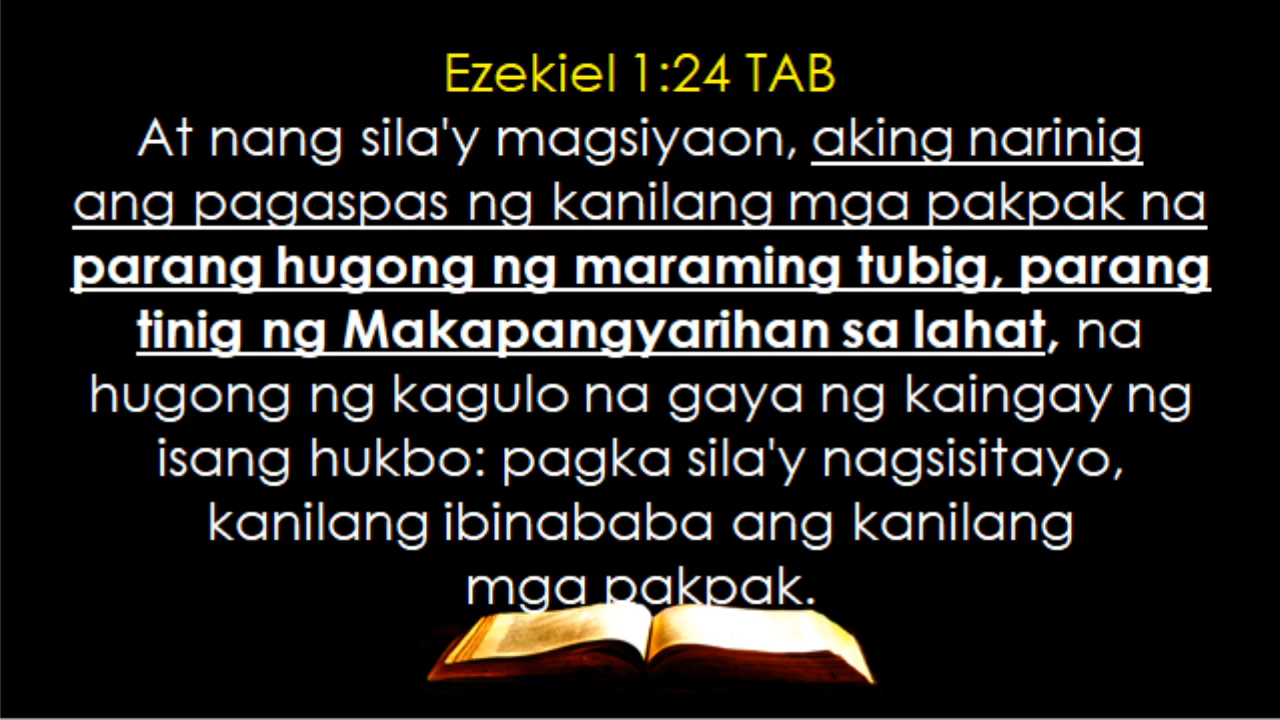 Ezekiel 1:24 TAB
At nang sila'y magsiyaon, aking narinig
ang pagaspas ng kanilang mga pakpak na
parang hugong ng maraming tubig, parang
tinig ng Makapangyarihan sa lahat, na
hugong ng kagulo na gaya ng kaingay ng
isang hukbo: pagka sila'y nagsisitayo,
kanilang ibinababa ang kanilang
mga pakpak.